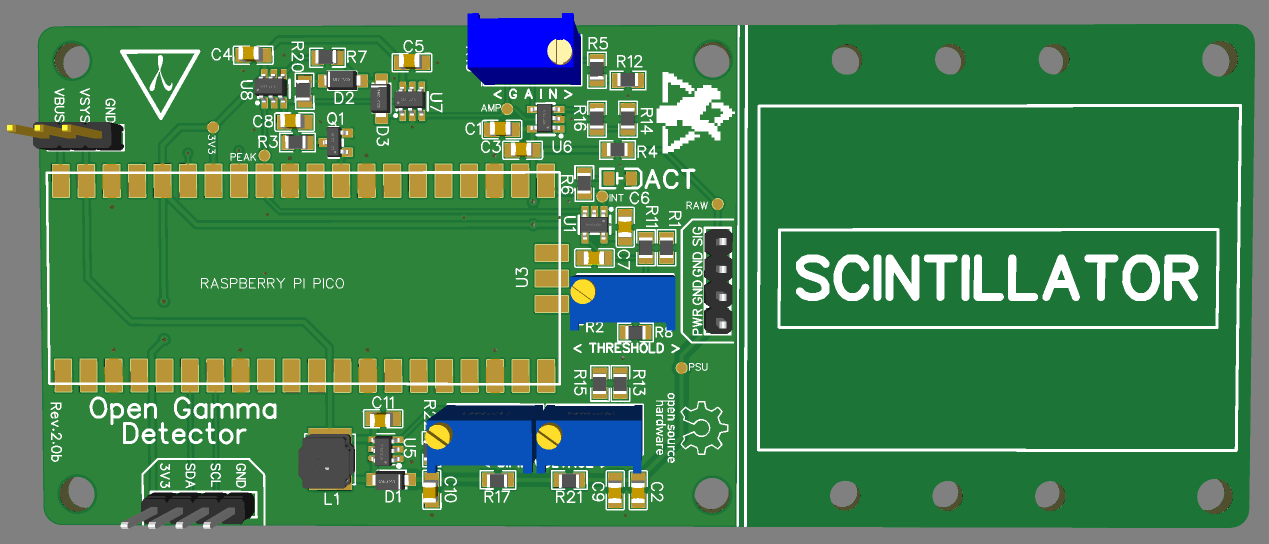 C4
R20
R7
C5
R5
R12
U8
D2
D3
U7
< GAIN >
AMP
C8
Q1
R3
C1
C3
U6
R16
R14
R4
VBUS
VSYS
GND
3V3
PEAK
R6
DACT
INT
C6
U1
R11
R1
RAW
C7
SIG
GND
GND
PWR
U3
RASPBERRY PI PICO
SCINTILLATOR
R2
R8
< THRESHOLD >
PSU
R15
R13
Rev.2.0b
Open Gamma
Detector
C11
U5
open source
hardware
3V3
SDA
SCL
GND
L1
D1
C10
R17
R21
C9
C2